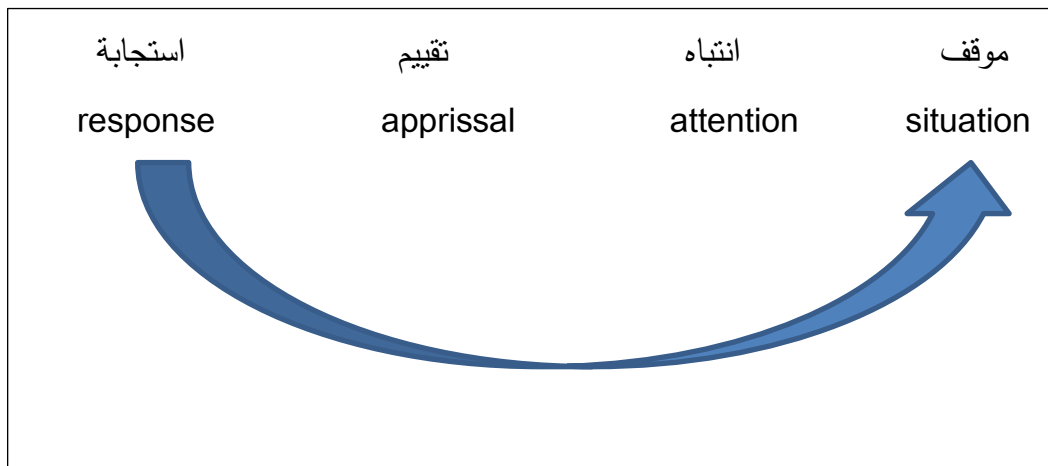 موقف انتباه تقييم استجابة
response apprissal attention situation